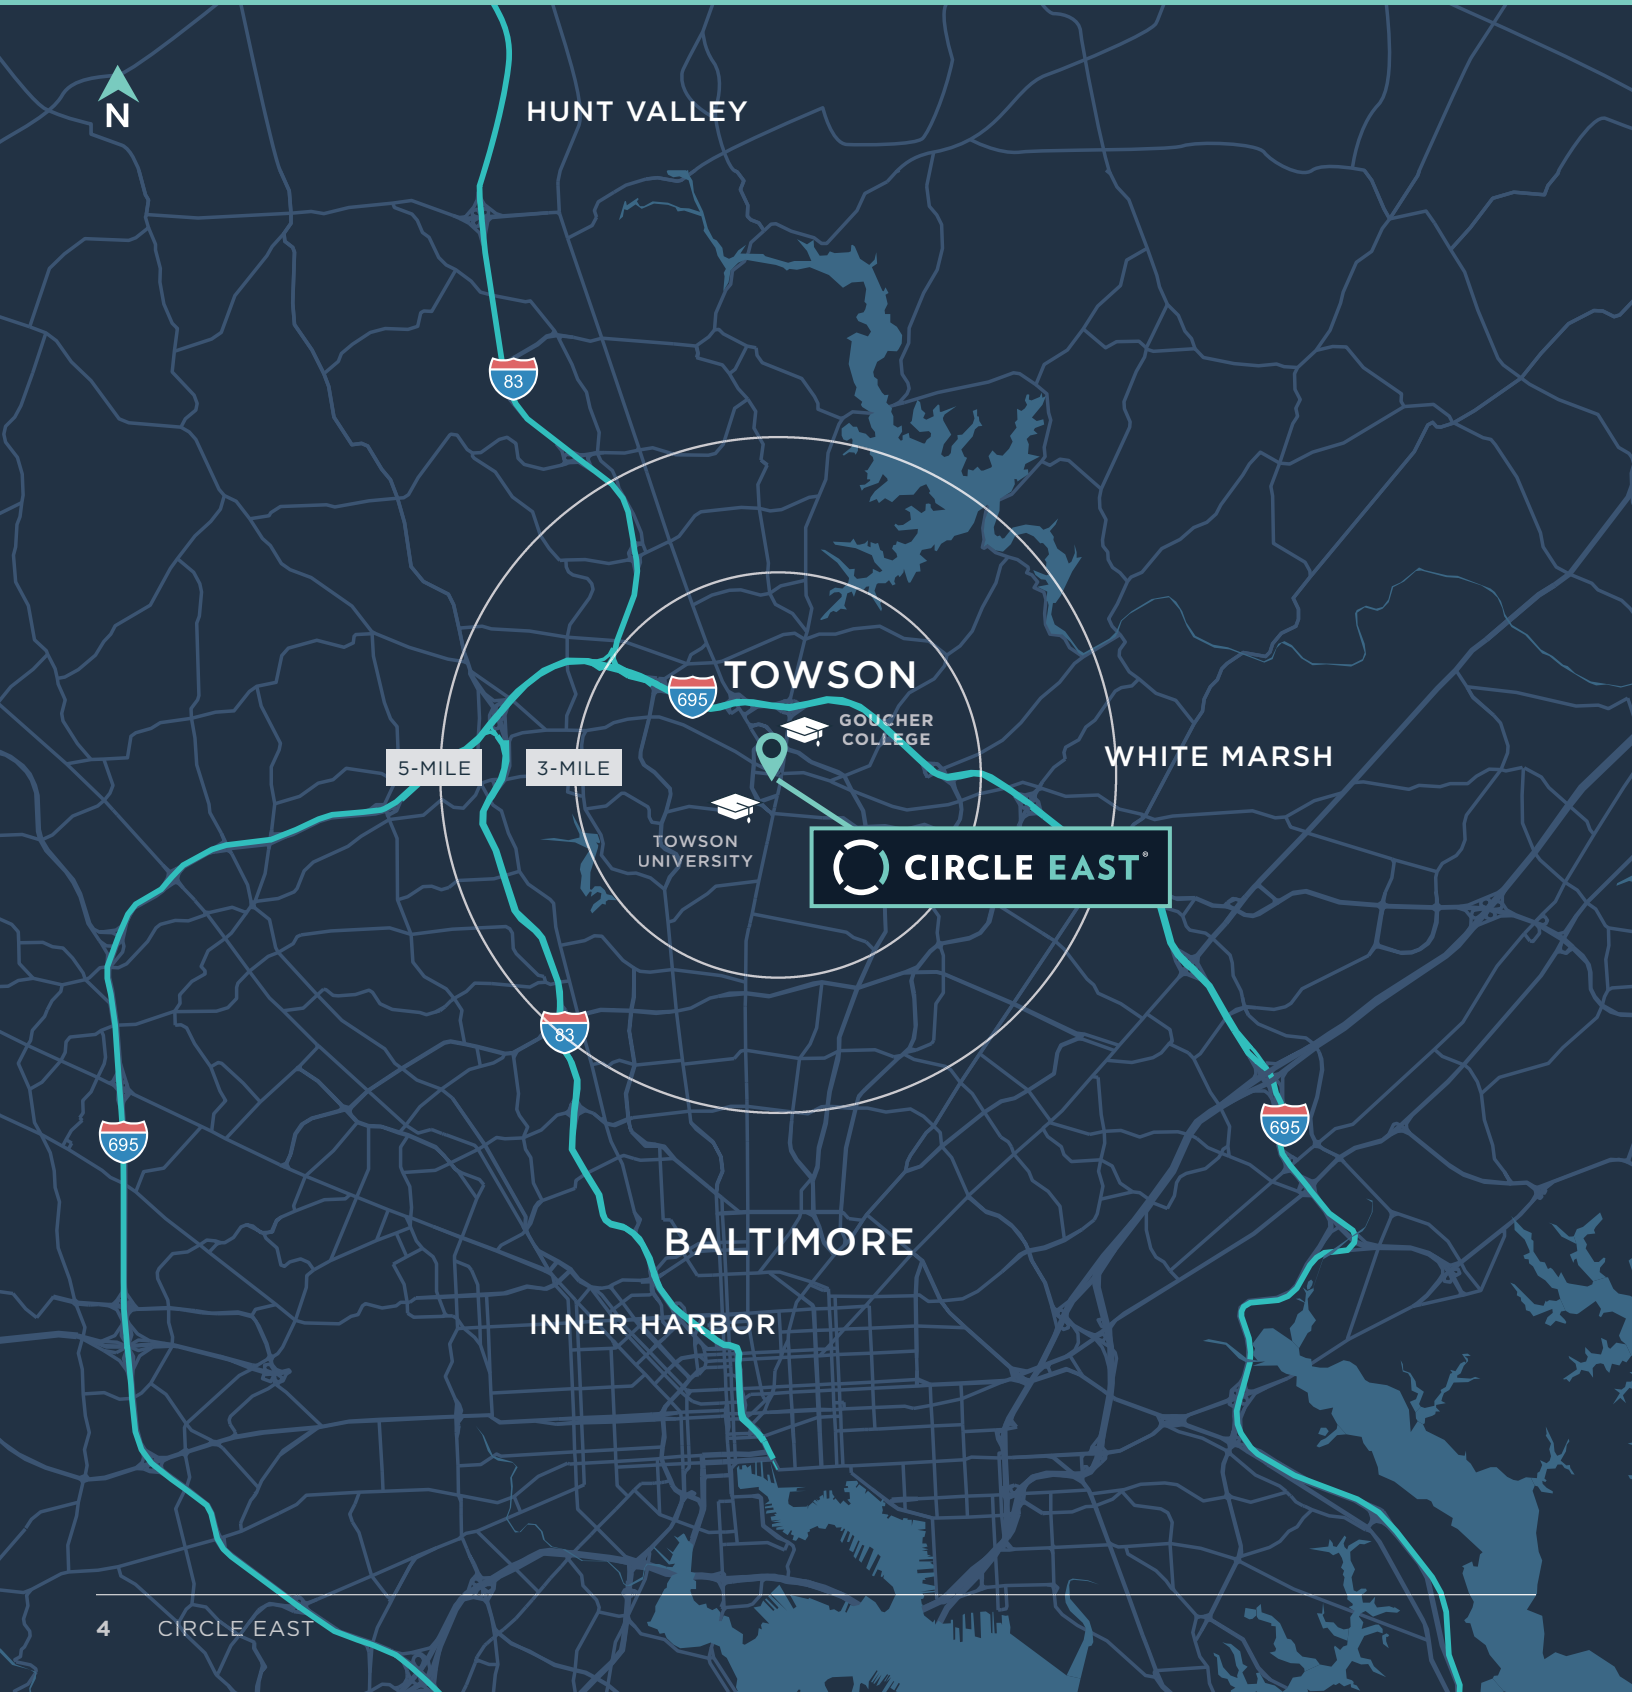 N
HUNT VALLEY
83
TOWSON
695
GOUCHER
COLLEGE
WHITE MARSH
5-MILE
3-MILE
TOWSON
UNIVERSITY
CIRCLE EAST®
83
695
695
BALTIMORE
INNER HARBOR
4 CIRCLE EAST